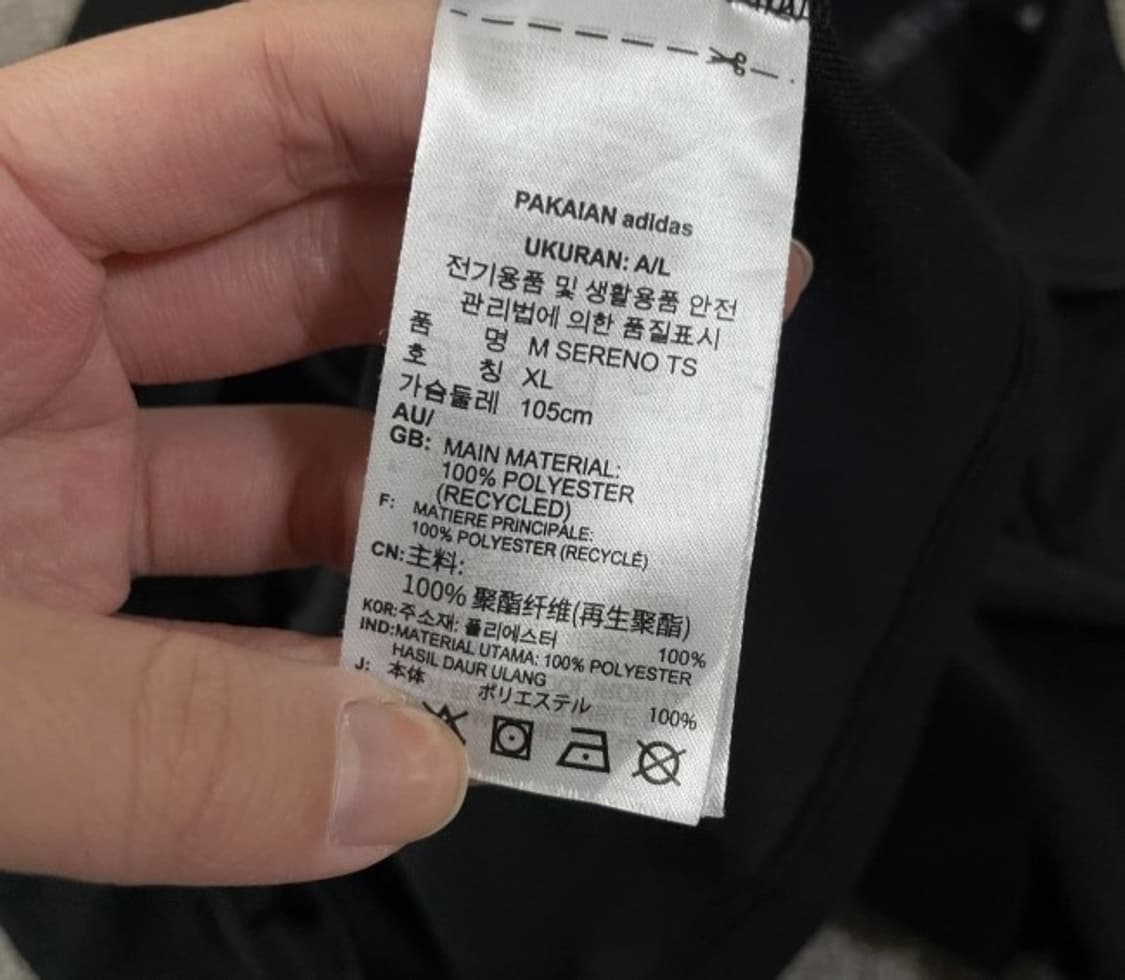 PAKAIAN adidas
UKURAN: A/L
전기용품 및 생활용품 안전
관리법에 의한 품질표시
품 명 M SERENO TS
호 칭 XL
가슴둘레 105cm
AU/
GB: MAIN MATERIAL:
100% POLYESTER
(RECYCLED)
F: MATIERE PRINCIPALE:
100% POLYESTER (RECYCLÉ)
CN:主料:
100% 聚酯纤维(再生聚酯)
KOR:주소재: 폴리에스터 100%
IND:MATERIAL UTAMA: 100% POLYESTER
HASIL DAUR ULANG
J: 本体 ポリエステル 100%